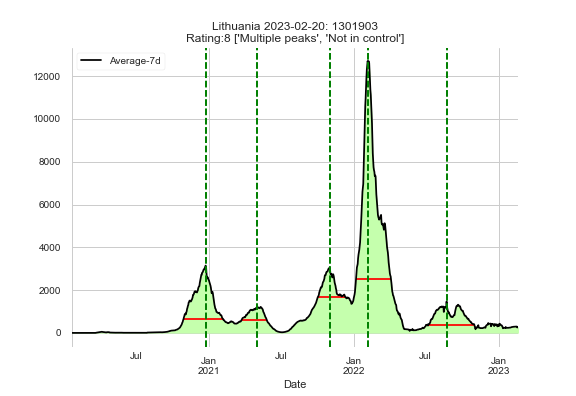 Lithuania 2023-02-20: 1301903
Rating:8 ['Multiple peaks', 'Not in control']
Average-7d
12000
10000
8000
6000
4000
2000
0
Jul
Jan
2021
Jul
Jan
2022
Jul
Jan
2023
Date